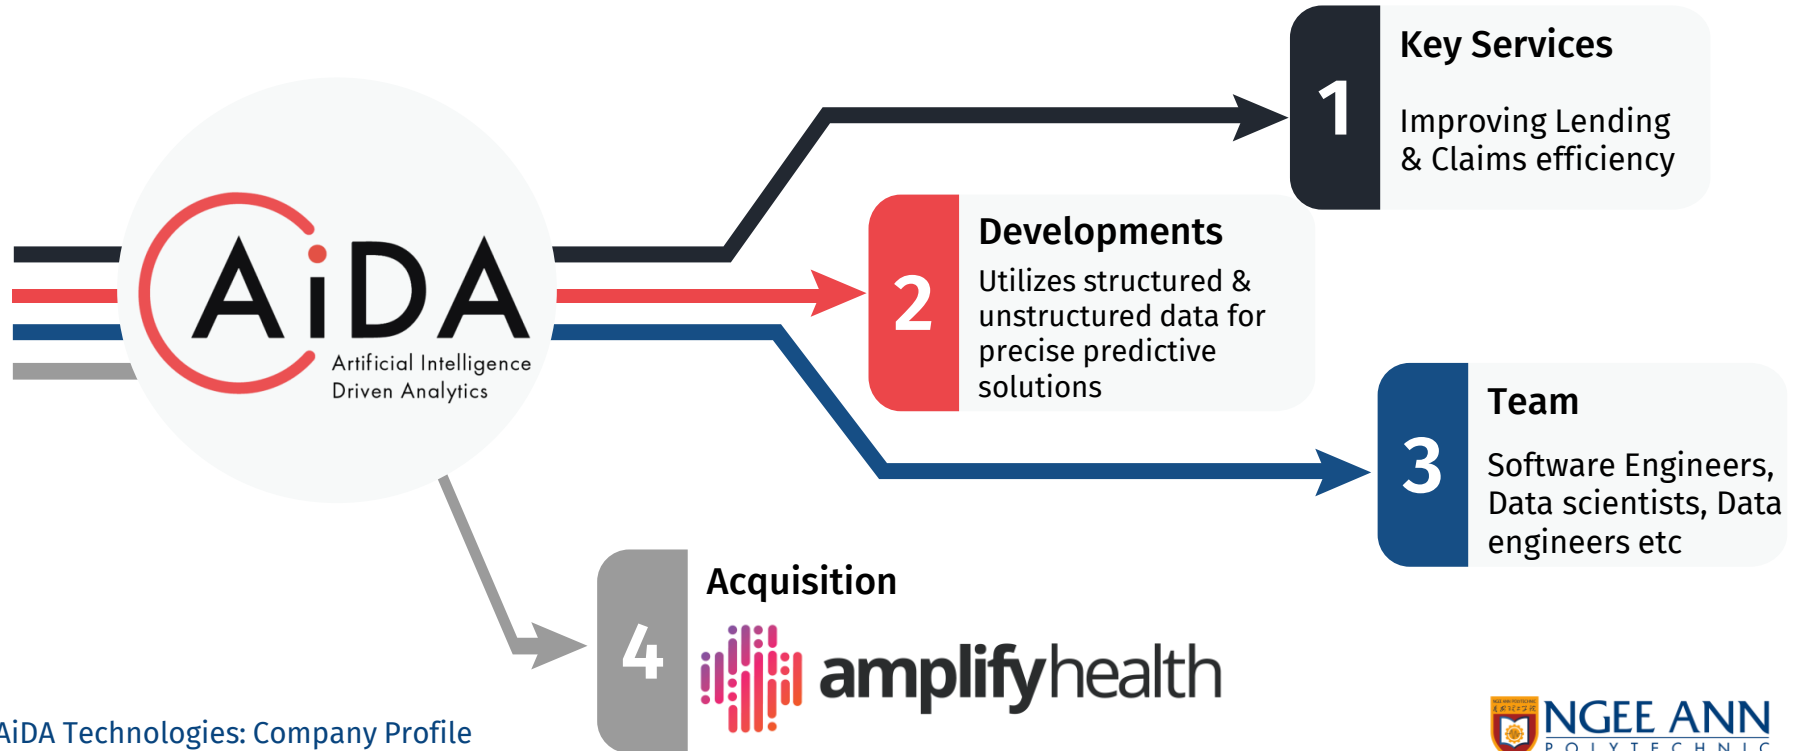 AiDA
Artificial Intelligence
Driven Analytics
1
Key Services
Improving Lending
& Claims efficiency
2
Developments
Utilizes structured &
unstructured data for
precise predictive
solutions
3
Team
Software Engineers,
Data scientists, Data
engineers etc
4
Acquisition
amplifyhealth
AiDA Technologies: Company Profile
NGEE ANN
POLYTECHNIC